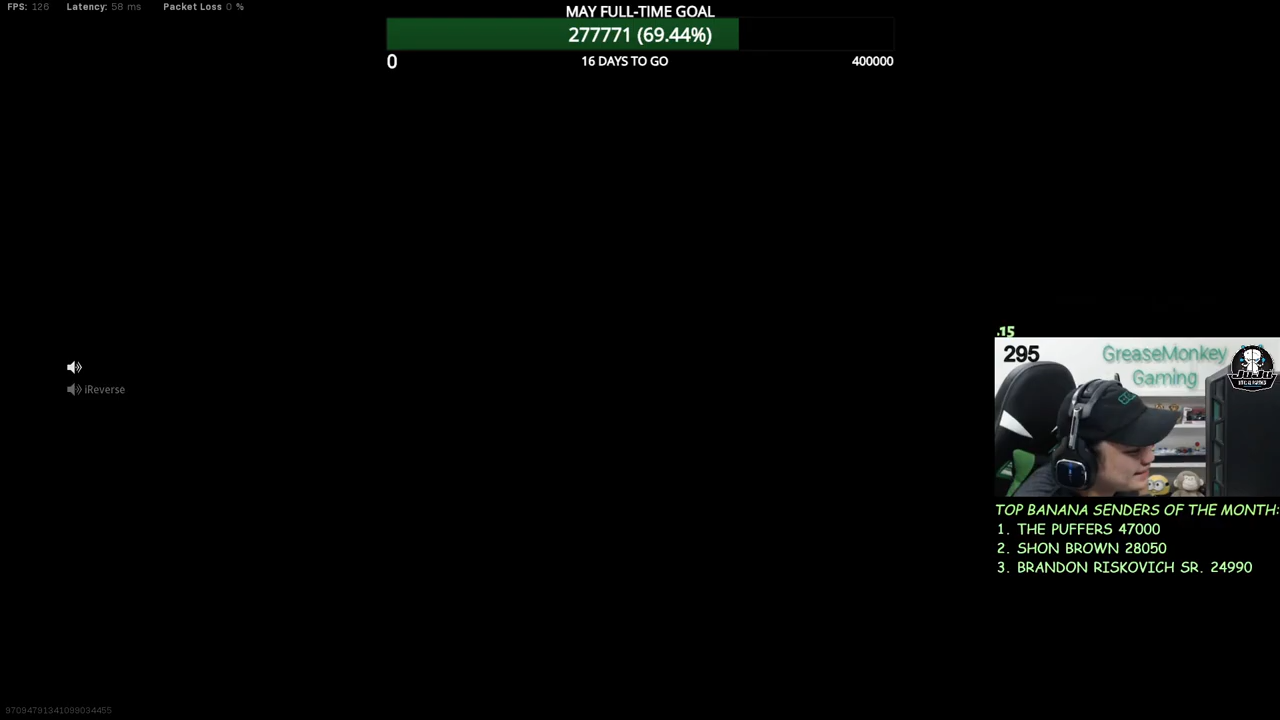 FPS: 126 Latency: 58 ms Packet Loss 0 %
MAY FULL-TIME GOAL
277771 (69.44%)
0 16 DAYS TO GO 400000
.15
295
GreaseMonkey
Gaming
iReverse
TOP BANANA SENDERS OF THE MONTH:
1. THE PUFFERS 47000
2. SHON BROWN 28050
3. BRANDON RISKOVICH SR. 24990
97094791341099034455